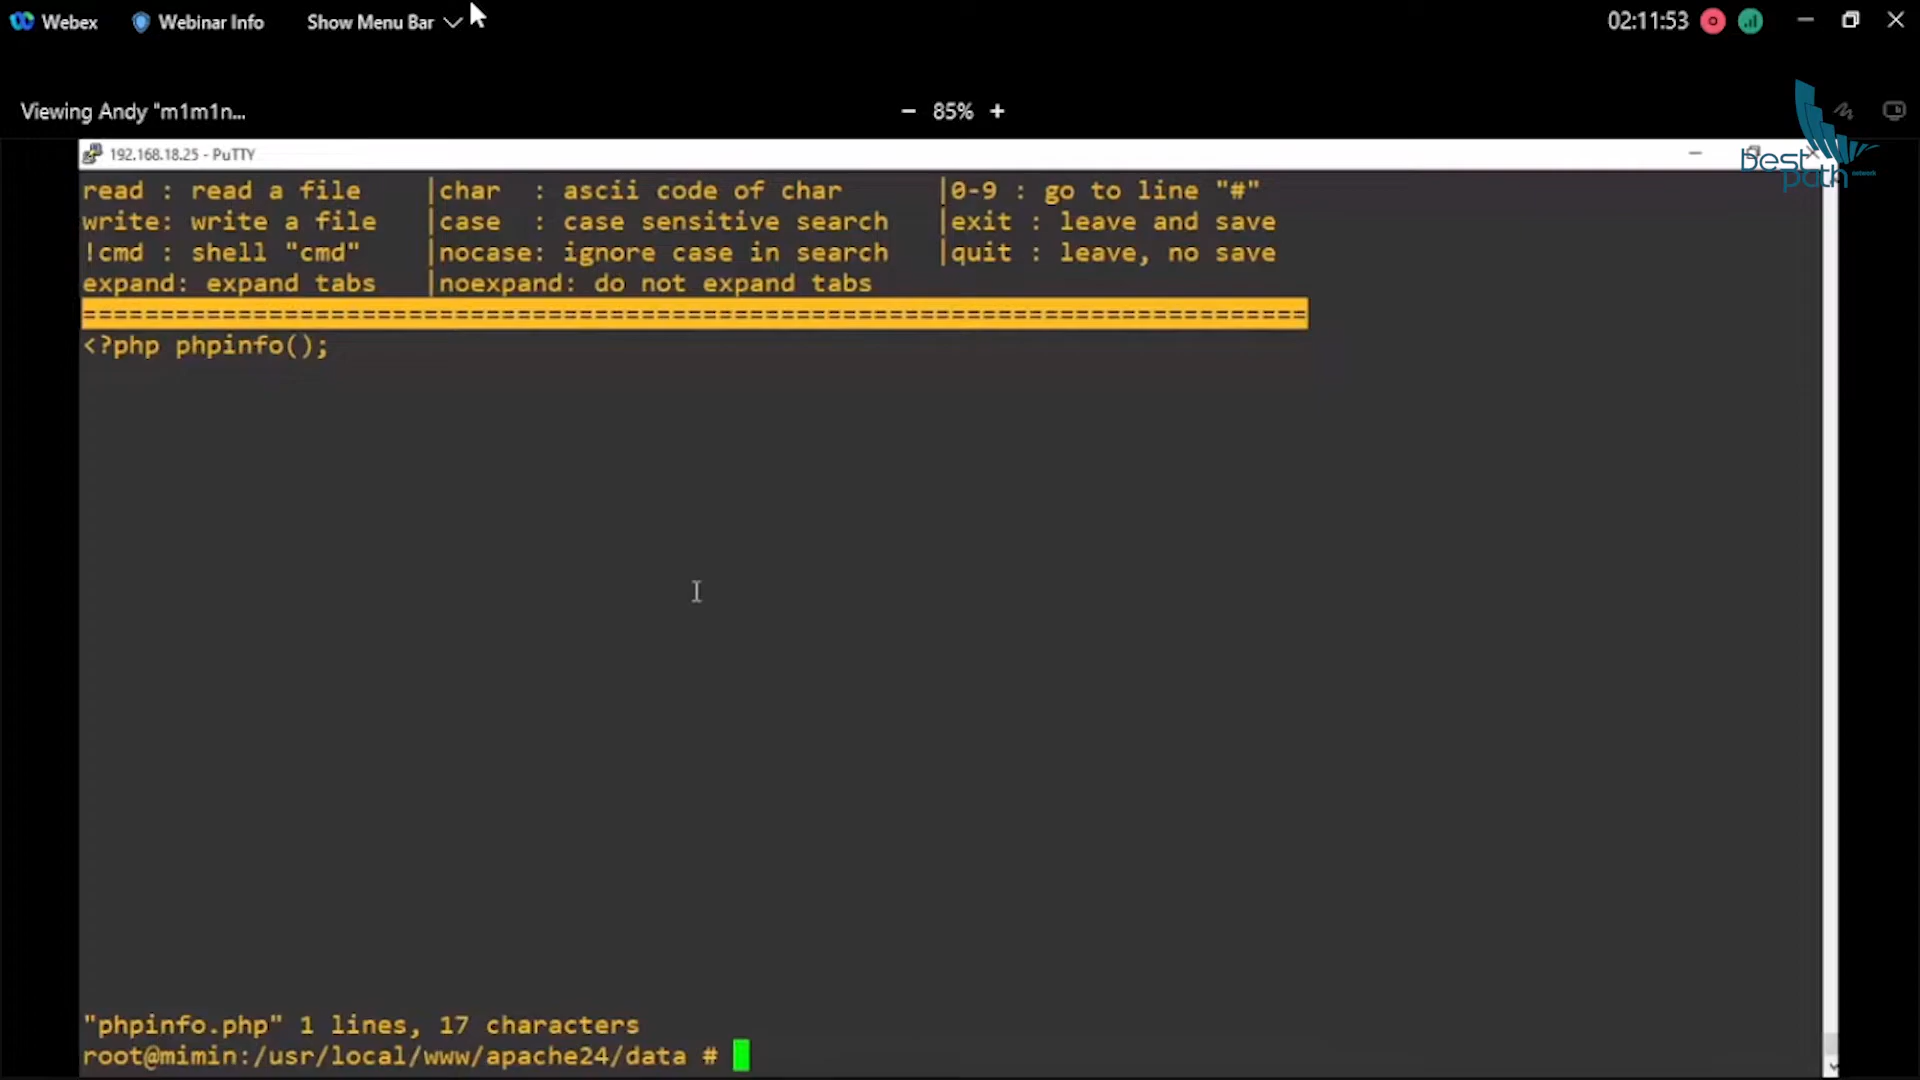 Webex Webinar Info Show Menu Bar 02:11:53
Viewing Andy "m1m1n... − 85% +
best path network
192.168.18.25 - PuTTY
read : read a file |char : ascii code of char |0-9 : go to line "#"
write: write a file |case : case sensitive search |exit : leave and save
!cmd : shell "cmd" |nocase: ignore case in search |quit : leave, no save
expand: expand tabs |noexpand: do not expand tabs
===============================================================================
<?php phpinfo();
"phpinfo.php" 1 lines, 17 characters
root@mimin:/usr/local/www/apache24/data #